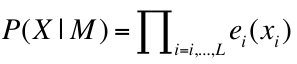 P(X | M) = ∏_{i=i,...,L} e_i(x_i)